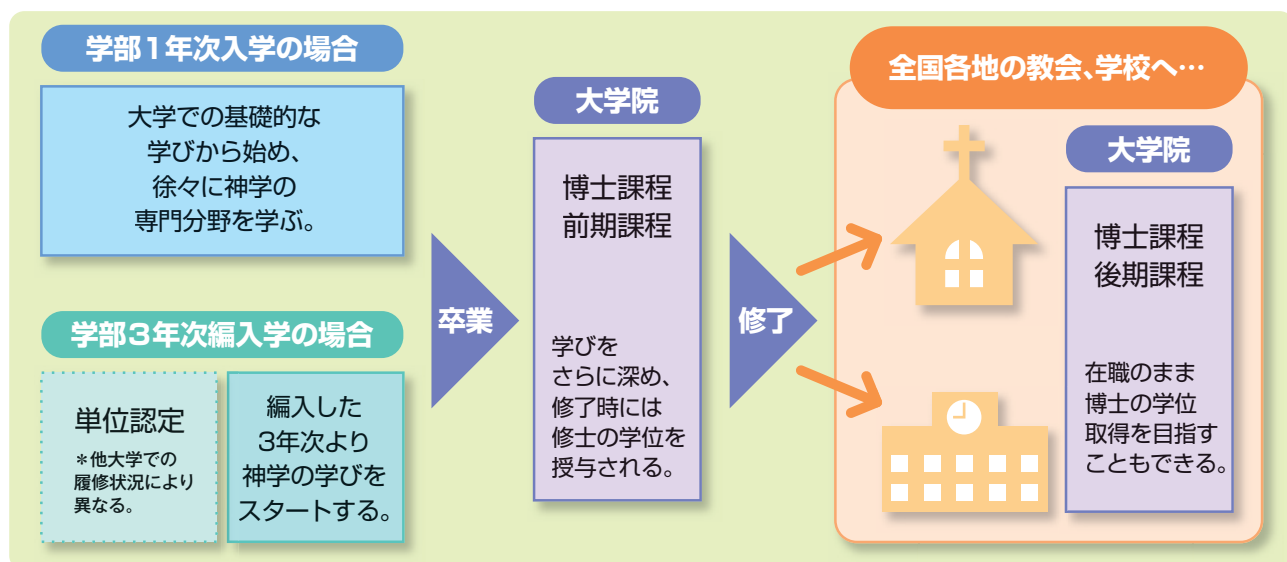 学部1年次入学の場合
大学での基礎的な
学びから始め、
徐々に神学の
専門分野を学ぶ。
学部3年次編入学の場合
単位認定
＊他大学での
履修状況により
異なる。
編入した
3年次より
神学の学びを
スタートする。
卒業
大学院
博士課程
前期課程
学びを
さらに深め、
修了時には
修士の学位を
授与される。
修了
全国各地の教会、学校へ…
大学院
博士課程
後期課程
在職のまま
博士の学位
取得を目指す
こともできる。